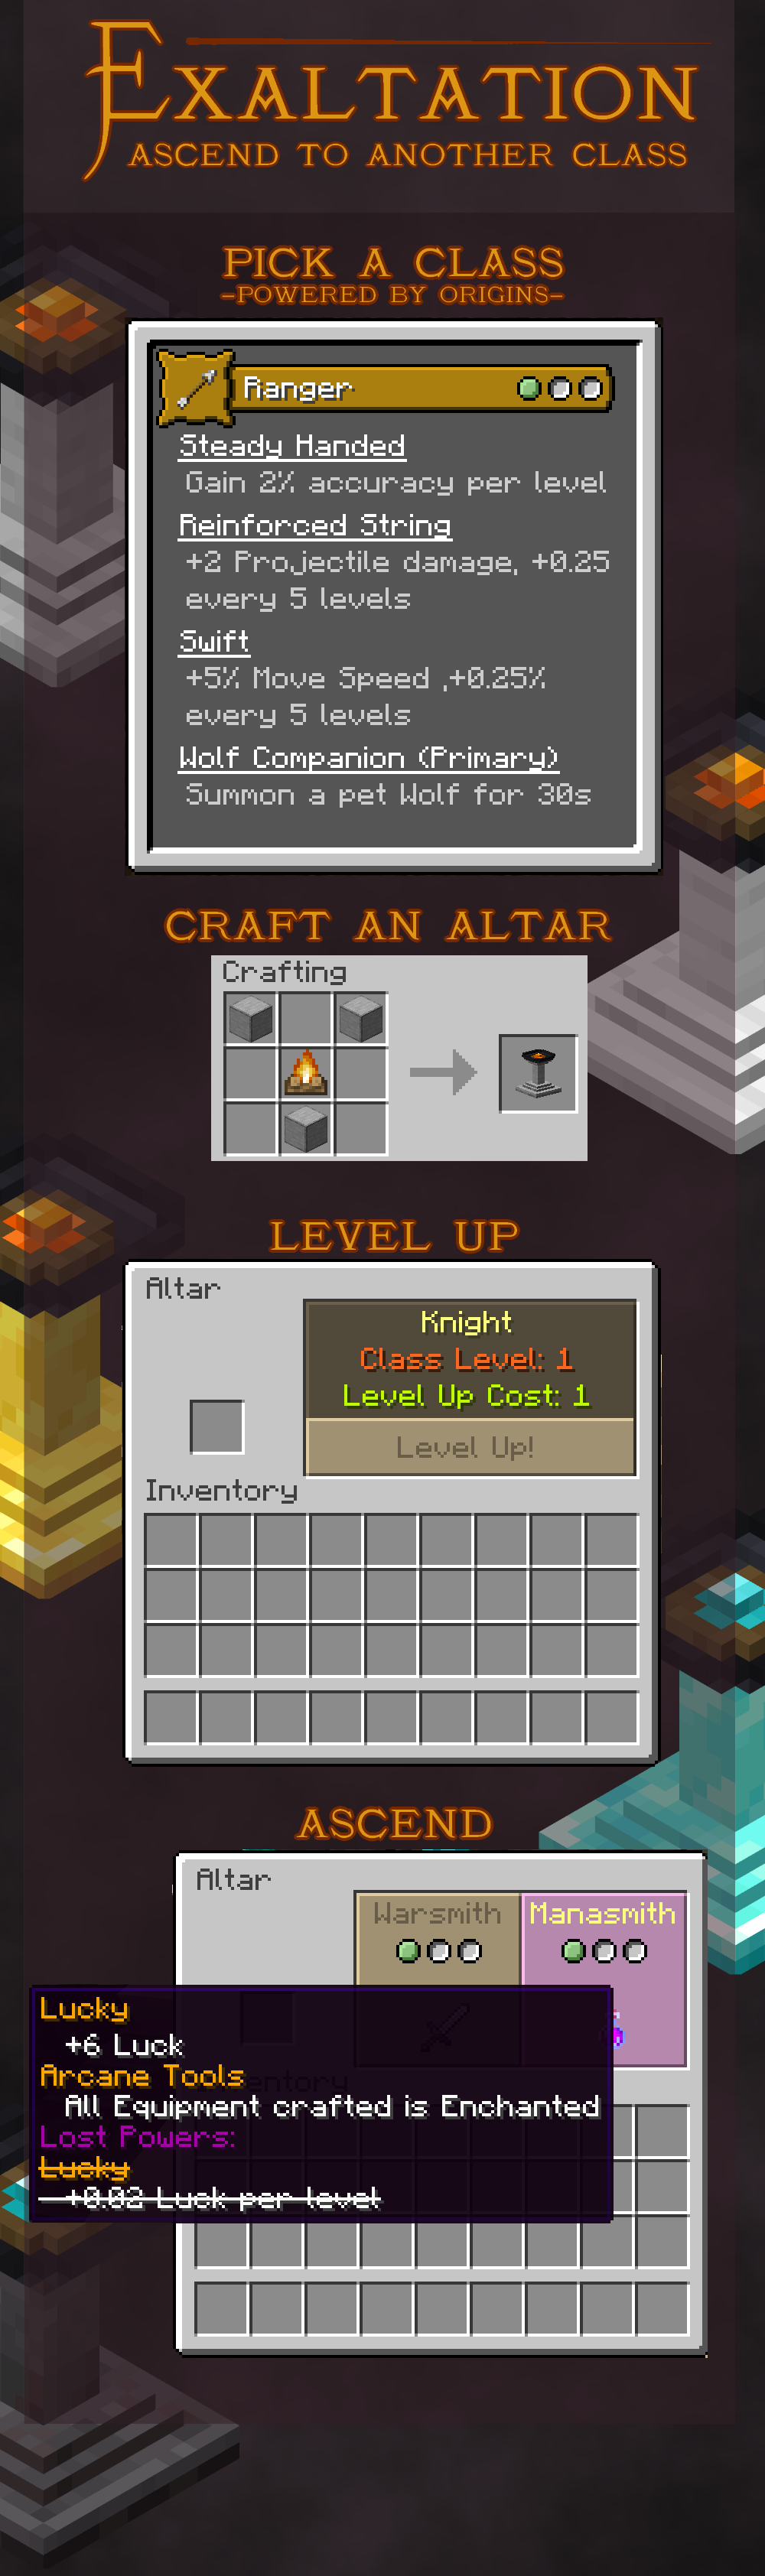 Exaltation
Ascend to another class
Pick a Class
-Powered by Origins-
Ranger
Steady Handed
Gain 2% accuracy per level
Reinforced String
+2 Projectile damage, +0.25
every 5 levels
Swift
+5% Move Speed ,+0.25%
every 5 levels
Wolf Companion (Primary)
Summon a pet Wolf for 30s
Craft an Altar
Crafting
Level Up
Altar
Knight
Class Level: 1
Level Up Cost: 1
Level Up!
Inventory
Ascend
Altar
Warsmith
Manasmith
Lucky
+6 Luck
Arcane Tools
All Equipment crafted is Enchanted
Lost Powers:
Lucky
+0.02 Luck per level